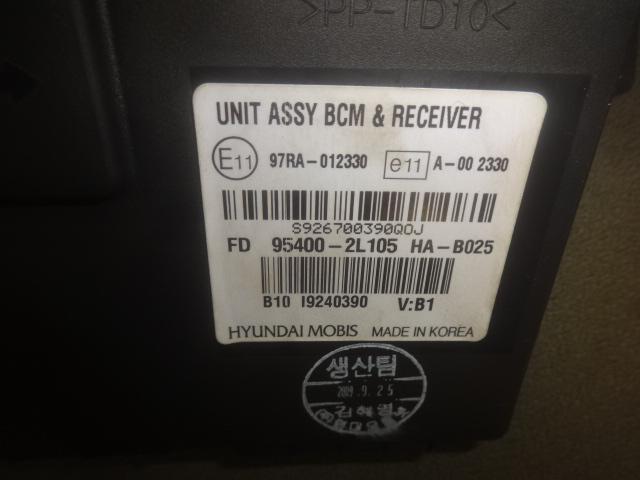 >PP-TD10<
UNIT ASSY BCM & RECEIVER
E11 97RA-012330 e11 A-00 2330
S926700390QOJ
FD 95400-2L105 HA-B025
B10 I9240390 V:B1
HYUNDAI MOBIS MADE IN KOREA
생산팀
2009.9.25